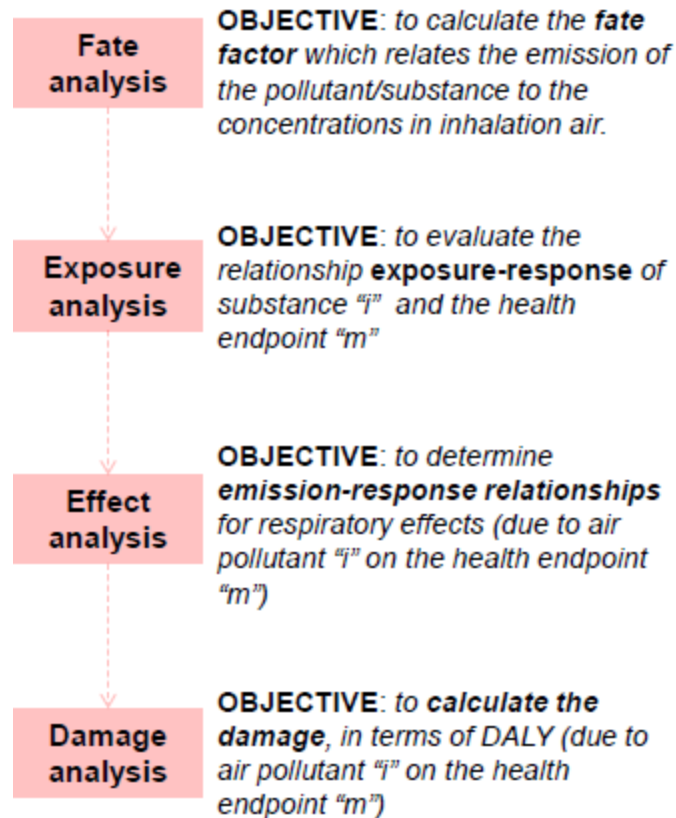 Fate
analysis
OBJECTIVE: to calculate the fate
factor which relates the emission of
the pollutant/substance to the
concentrations in inhalation air.
Exposure
analysis
OBJECTIVE: to evaluate the
relationship exposure-response of
substance “i” and the health
endpoint “m”
Effect
analysis
OBJECTIVE: to determine
emission-response relationships
for respiratory effects (due to air
pollutant “i” on the health endpoint
“m”)
Damage
analysis
OBJECTIVE: to calculate the
damage, in terms of DALY (due to
air pollutant “i” on the health
endpoint “m”)